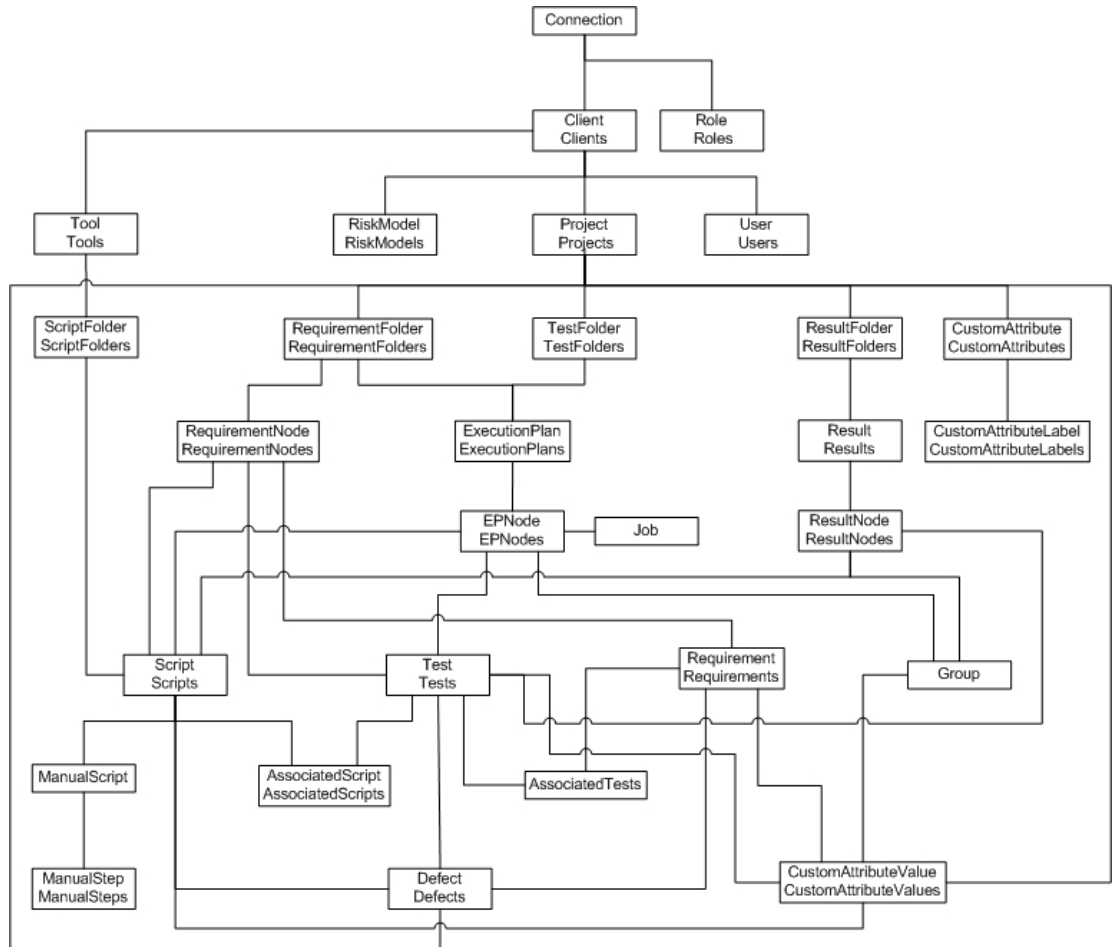 Connection
Client
Clients
Role
Roles
Tool
Tools
RiskModel
RiskModels
Project
Projects
User
Users
ScriptFolder
ScriptFolders
RequirementFolder
RequirementFolders
TestFolder
TestFolders
ResultFolder
ResultFolders
CustomAttribute
CustomAttributes
RequirementNode
RequirementNodes
ExecutionPlan
ExecutionPlans
Result
Results
CustomAttributeLabel
CustomAttributeLabels
EPNode
EPNodes
Job
ResultNode
ResultNodes
Script
Scripts
Test
Tests
Requirement
Requirements
Group
ManualScript
AssociatedScript
AssociatedScripts
AssociatedTests
ManualStep
ManualSteps
Defect
Defects
CustomAttributeValue
CustomAttributeValues